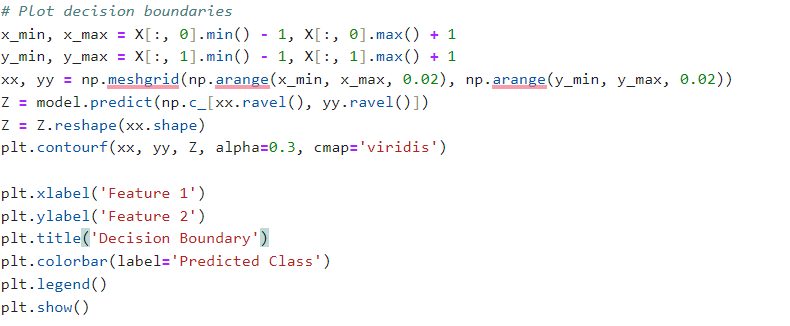 # Plot decision boundaries
x_min, x_max = X[:, 0].min() - 1, X[:, 0].max() + 1
y_min, y_max = X[:, 1].min() - 1, X[:, 1].max() + 1
xx, yy = np.meshgrid(np.arange(x_min, x_max, 0.02), np.arange(y_min, y_max, 0.02))
Z = model.predict(np.c_[xx.ravel(), yy.ravel()])
Z = Z.reshape(xx.shape)
plt.contourf(xx, yy, Z, alpha=0.3, cmap='viridis')
plt.xlabel('Feature 1')
plt.ylabel('Feature 2')
plt.title('Decision Boundary')
plt.colorbar(label='Predicted Class')
plt.legend()
plt.show()